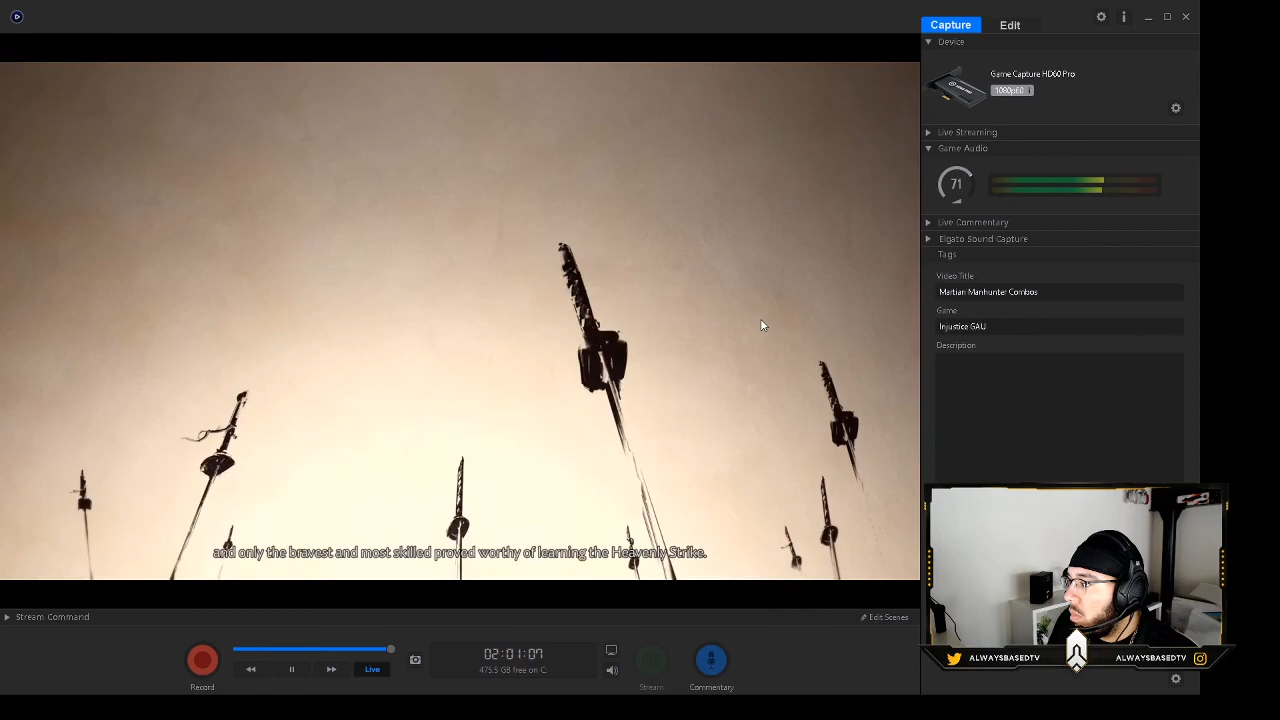 Capture
Edit
Device
Game Capture HD60 Pro
1080p60 i
Live Streaming
Game Audio
71
Live Commentary
Elgato Sound Capture
Tags
Video Title
Martian Manhunter Combos
Game
Injustice GAU
Description
and only the bravest and most skilled proved worthy of learning the Heavenly Strike.
Stream Command
Edit Scenes
Record
Live
02:01:07
475.5 GB free on C:
Stream
Commentary
ALWAYSBASEDTV
ALWAYSBASEDTV